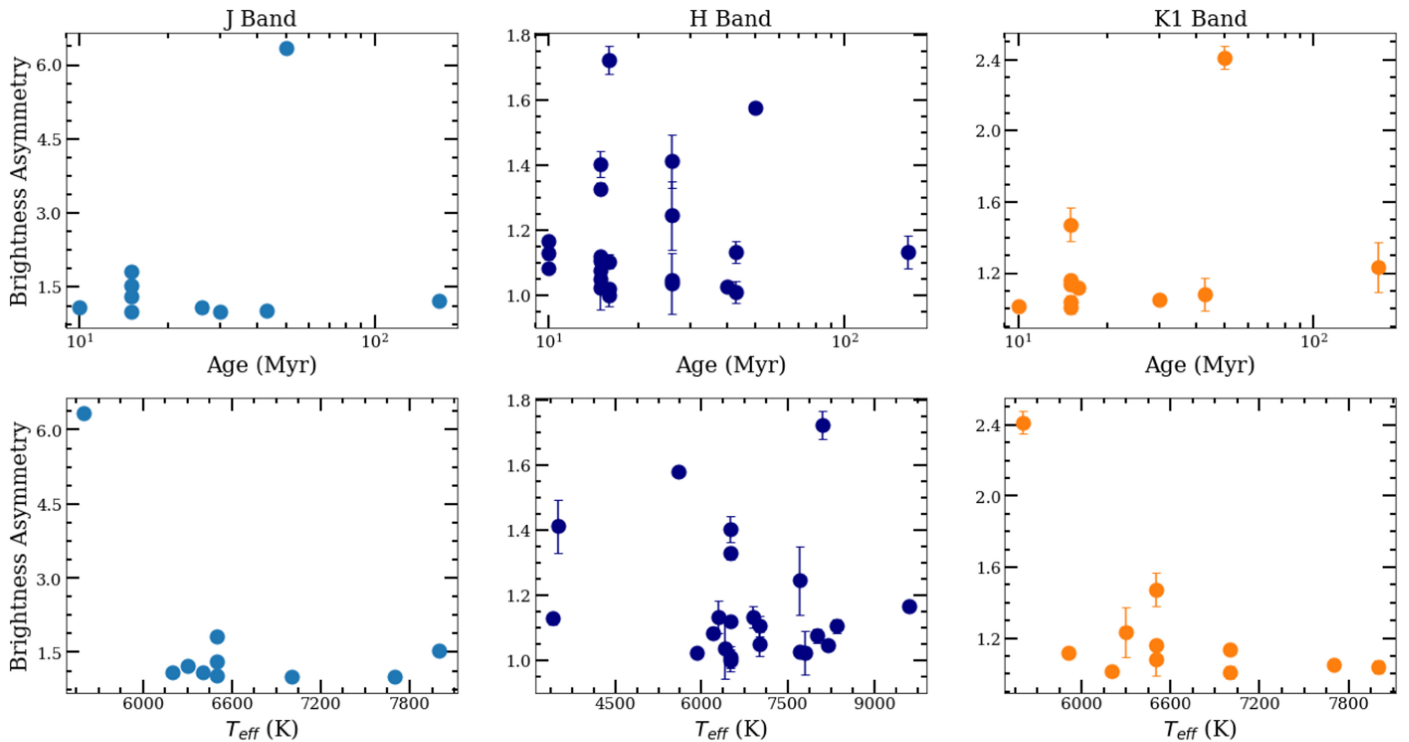 J Band H Band K1 Band
Brightness Asymmetry
6.0
4.5
3.0
1.5
10¹ 10²
Age (Myr)
1.8
1.6
1.4
1.2
1.0
10¹ 10²
Age (Myr)
2.4
2.0
1.6
1.2
10¹ 10²
Age (Myr)
Brightness Asymmetry
6.0
4.5
3.0
1.5
6000 6600 7200 7800
T_eff (K)
1.8
1.6
1.4
1.2
1.0
4500 6000 7500 9000
T_eff (K)
2.4
2.0
1.6
1.2
6000 6600 7200 7800
T_eff (K)